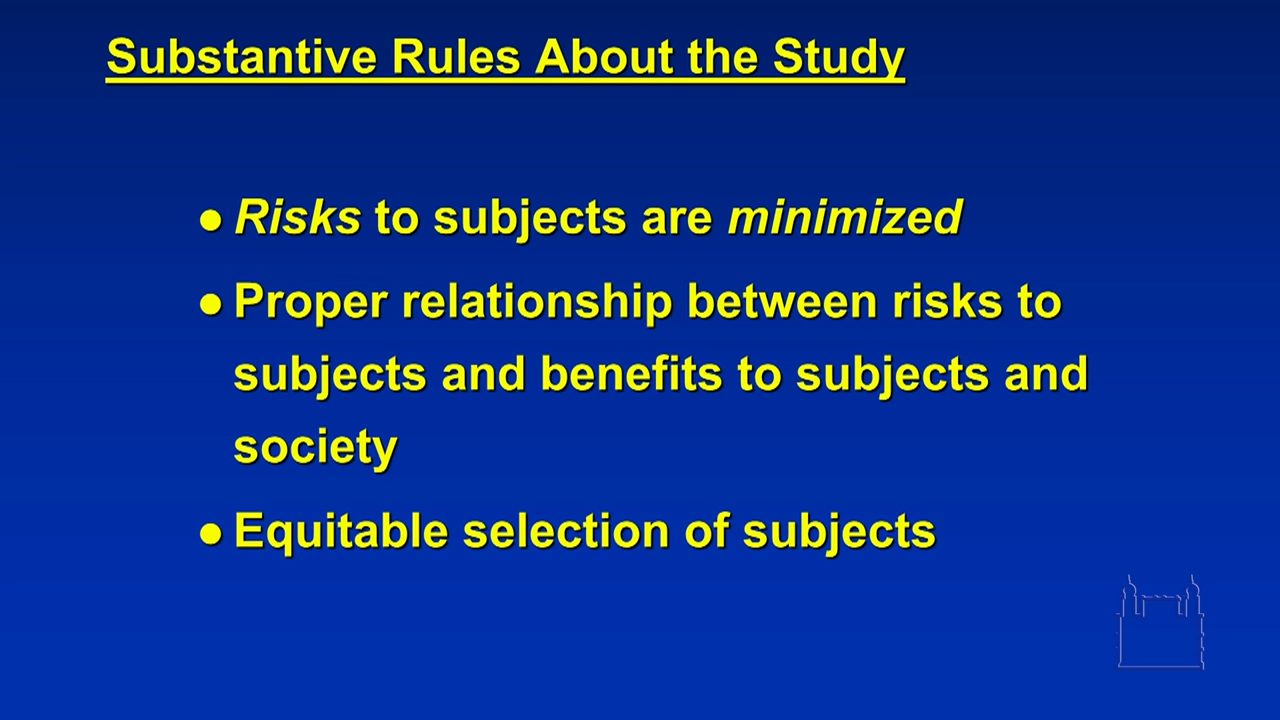 Substantive Rules About the Study
● Risks to subjects are minimized
● Proper relationship between risks to
subjects and benefits to subjects and
society
● Equitable selection of subjects